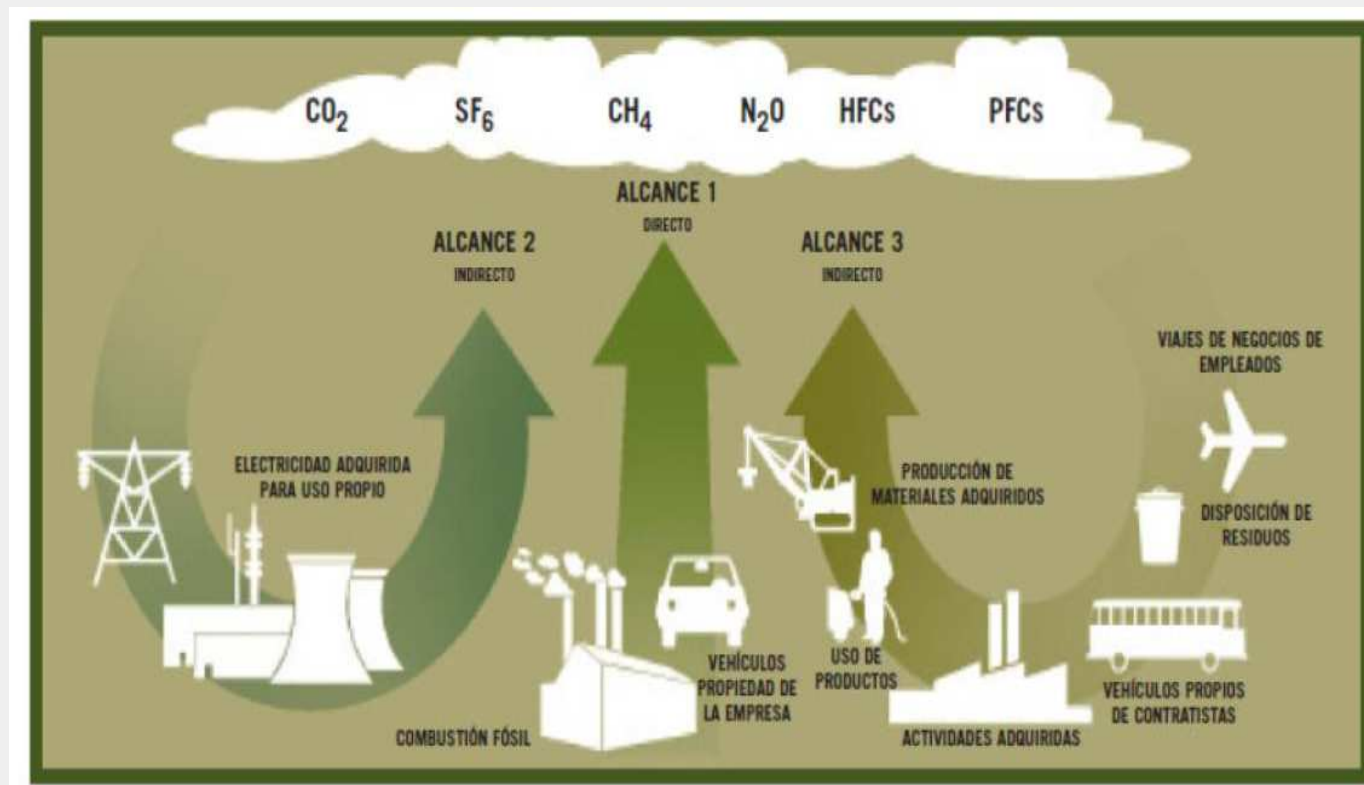 CO₂ SF₆ CH₄ N₂O HFCs PFCs
ALCANCE 1
DIRECTO
ALCANCE 2
INDIRECTO
ALCANCE 3
INDIRECTO
VIAJES DE NEGOCIOS DE
EMPLEADOS
ELECTRICIDAD ADQUIRIDA
PARA USO PROPIO
PRODUCCIÓN DE
MATERIALES ADQUIRIDOS
DISPOSICIÓN DE
RESIDUOS
VEHÍCULOS
PROPIEDAD DE
LA EMPRESA
USO DE
PRODUCTOS
VEHÍCULOS PROPIOS
DE CONTRATISTAS
COMBUSTIÓN FÓSIL
ACTIVIDADES ADQUIRIDAS